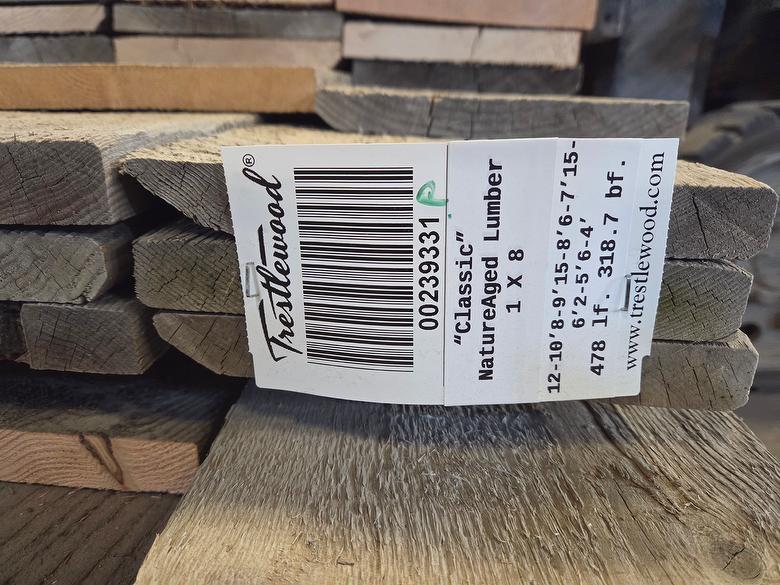 Trestlewood®
00239331
P
"Classic"
NatureAged Lumber
1 X 8
12-10'8-9'15-8'6-7'15-
6'2-5'6-4'
478 lf. 318.7 bf.
www.trestlewood.com